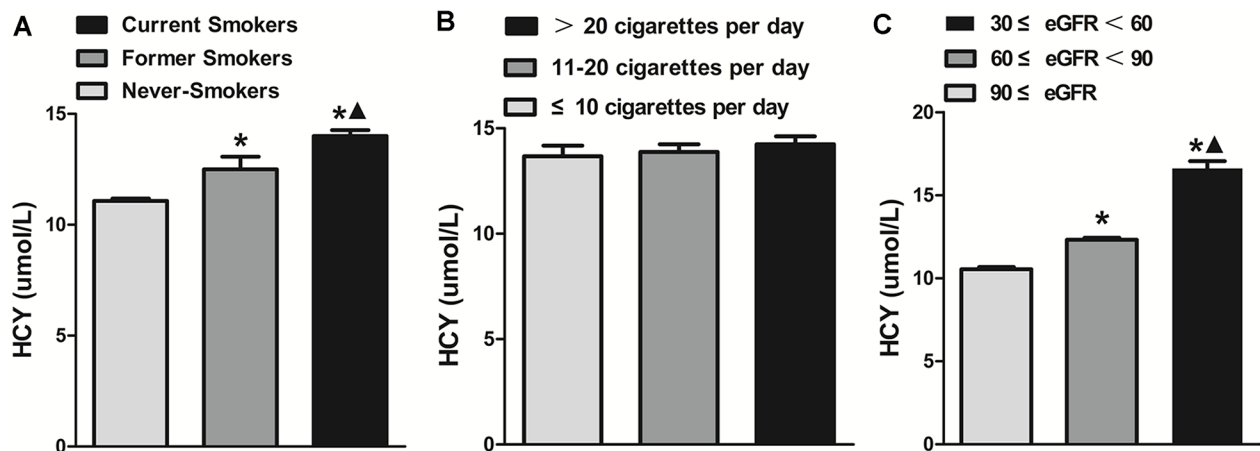 A
Current Smokers
Former Smokers
Never-Smokers
HCY (umol/L)
15
10
5
0
*
*▲
B
> 20 cigarettes per day
11-20 cigarettes per day
≤ 10 cigarettes per day
HCY (umol/L)
15
10
5
0
C
30 ≤ eGFR < 60
60 ≤ eGFR < 90
90 ≤ eGFR
HCY (umol/L)
20
15
10
5
0
*
*▲